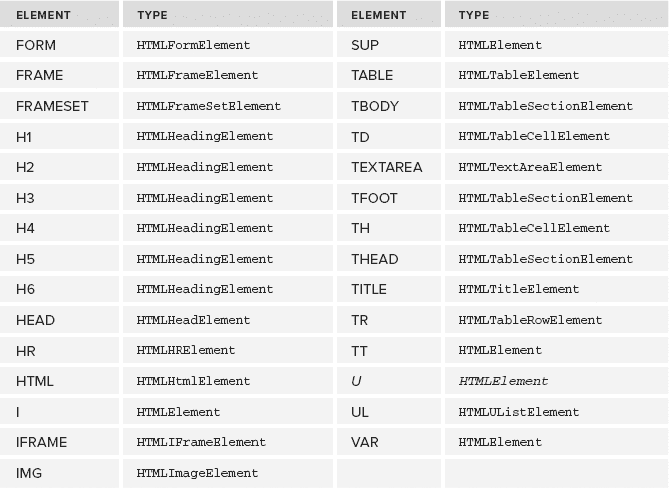 ELEMENT TYPE ELEMENT TYPE
FORM HTMLFormElement SUP HTMLElement
FRAME HTMLFrameElement TABLE HTMLTableElement
FRAMESET HTMLFrameSetElement TBODY HTMLTableSectionElement
H1 HTMLHeadingElement TD HTMLTableCellElement
H2 HTMLHeadingElement TEXTAREA HTMLTextAreaElement
H3 HTMLHeadingElement TFOOT HTMLTableSectionElement
H4 HTMLHeadingElement TH HTMLTableCellElement
H5 HTMLHeadingElement THEAD HTMLTableSectionElement
H6 HTMLHeadingElement TITLE HTMLTitleElement
HEAD HTMLHeadElement TR HTMLTableRowElement
HR HTMLHRElement TT HTMLElement
HTML HTMLHtmlElement U HTMLElement
I HTMLElement UL HTMLUListElement
IFRAME HTMLIFrameElement VAR HTMLElement
IMG HTMLImageElement